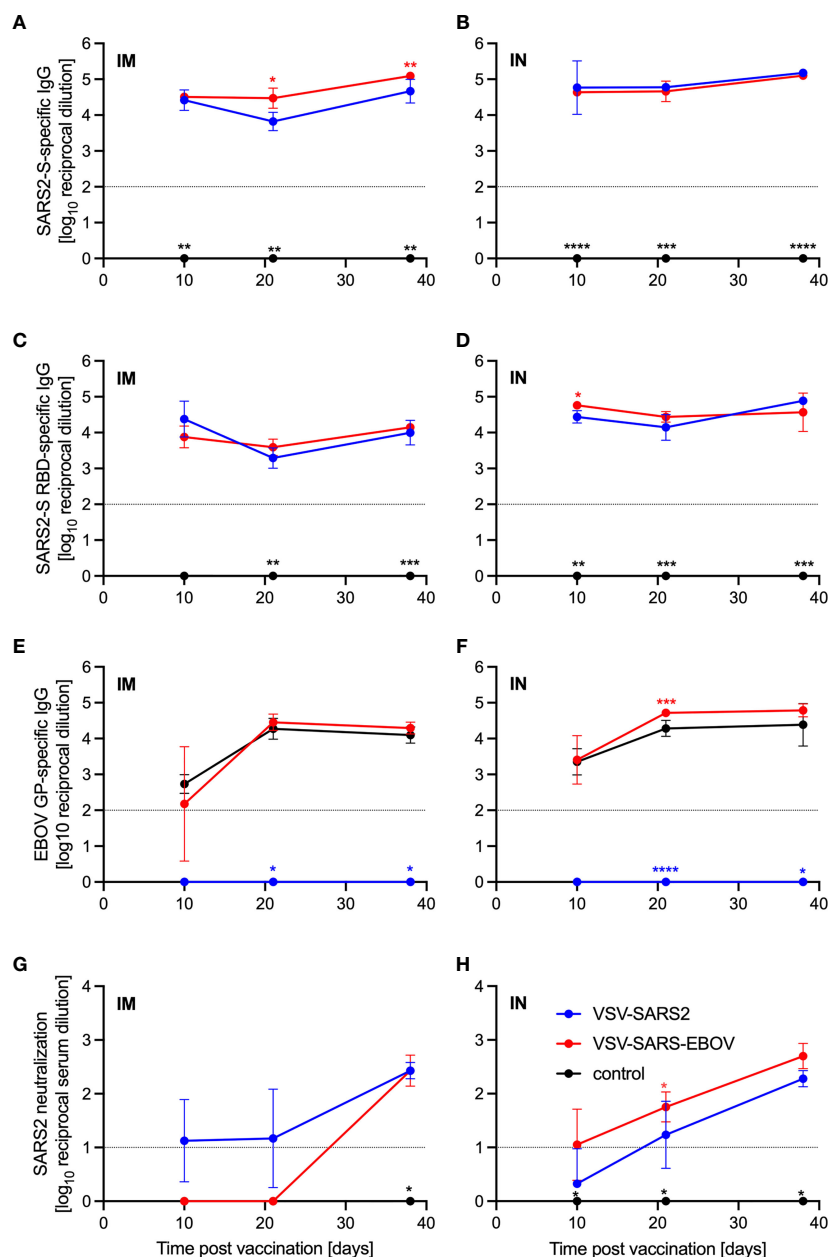 A
IM
SARS2-S-specific IgG
[log10 reciprocal dilution]
6
5
4
3
2
1
0
*
**
**
**
**
0 10 20 30 40
B
IN
6
5
4
3
2
1
0
**** *** ****
0 10 20 30 40
C
IM
SARS2-S RBD-specific IgG
[log10 reciprocal dilution]
6
5
4
3
2
1
0
** ***
0 10 20 30 40
D
IN
6
5
4
3
2
1
0
*
** *** ***
0 10 20 30 40
E
IM
EBOV GP-specific IgG
[log10 reciprocal dilution]
6
5
4
3
2
1
0
* *
0 10 20 30 40
F
IN
6
5
4
3
2
1
0
***
**** *
0 10 20 30 40
G
IM
SARS2 neutralization
[log10 reciprocal serum dilution]
4
3
2
1
0
*
0 10 20 30 40
Time post vaccination [days]
H
IN
VSV-SARS2
VSV-SARS-EBOV
control
4
3
2
1
0
*
* * *
0 10 20 30 40
Time post vaccination [days]